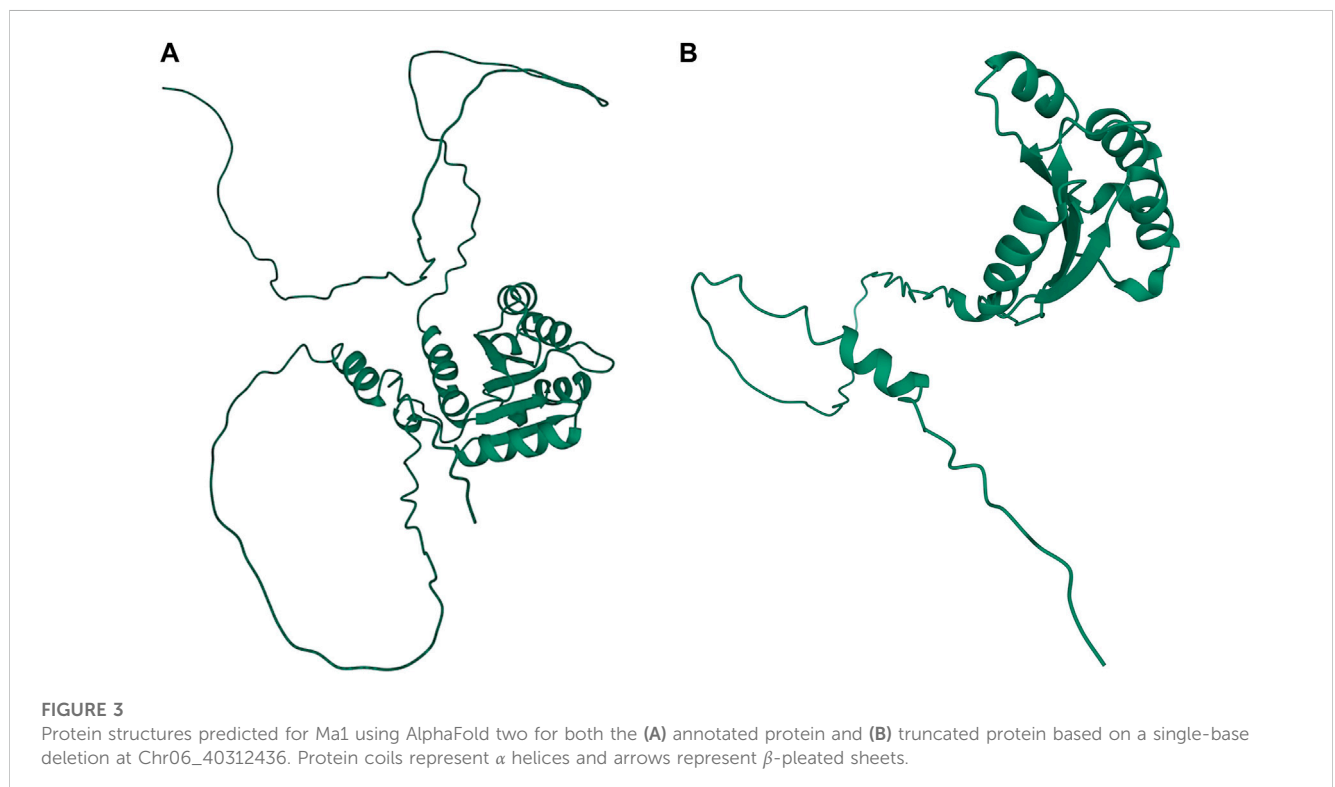 A
B
FIGURE 3
Protein structures predicted for Ma1 using AlphaFold two for both the (A) annotated protein and (B) truncated protein based on a single-base
deletion at Chr06_40312436. Protein coils represent α helices and arrows represent β-pleated sheets.